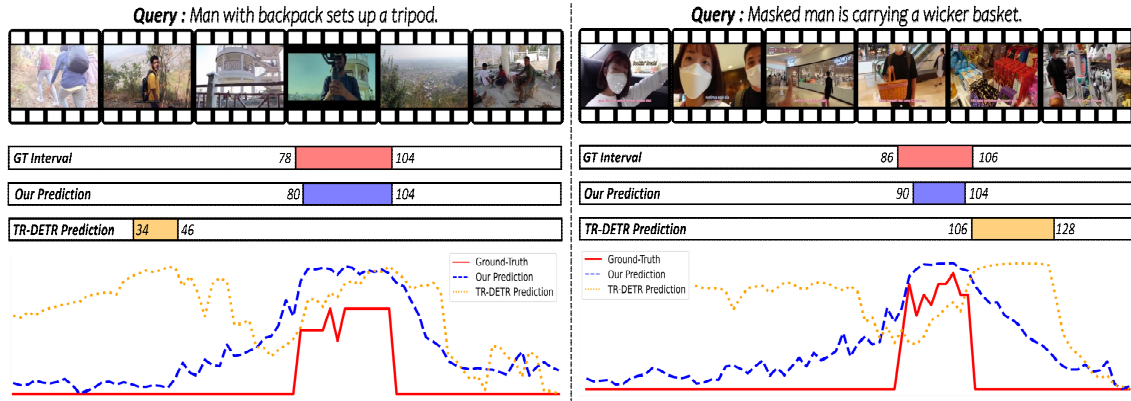 Query : Man with backpack sets up a tripod.
GT Interval 78 104
Our Prediction 80 104
TR-DETR Prediction 34 46
Ground-Truth
Our Prediction
TR-DETR Prediction
Query : Masked man is carrying a wicker basket.
GT Interval 86 106
Our Prediction 90 104
TR-DETR Prediction 106 128
Ground-Truth
Our Prediction
TR-DETR Prediction